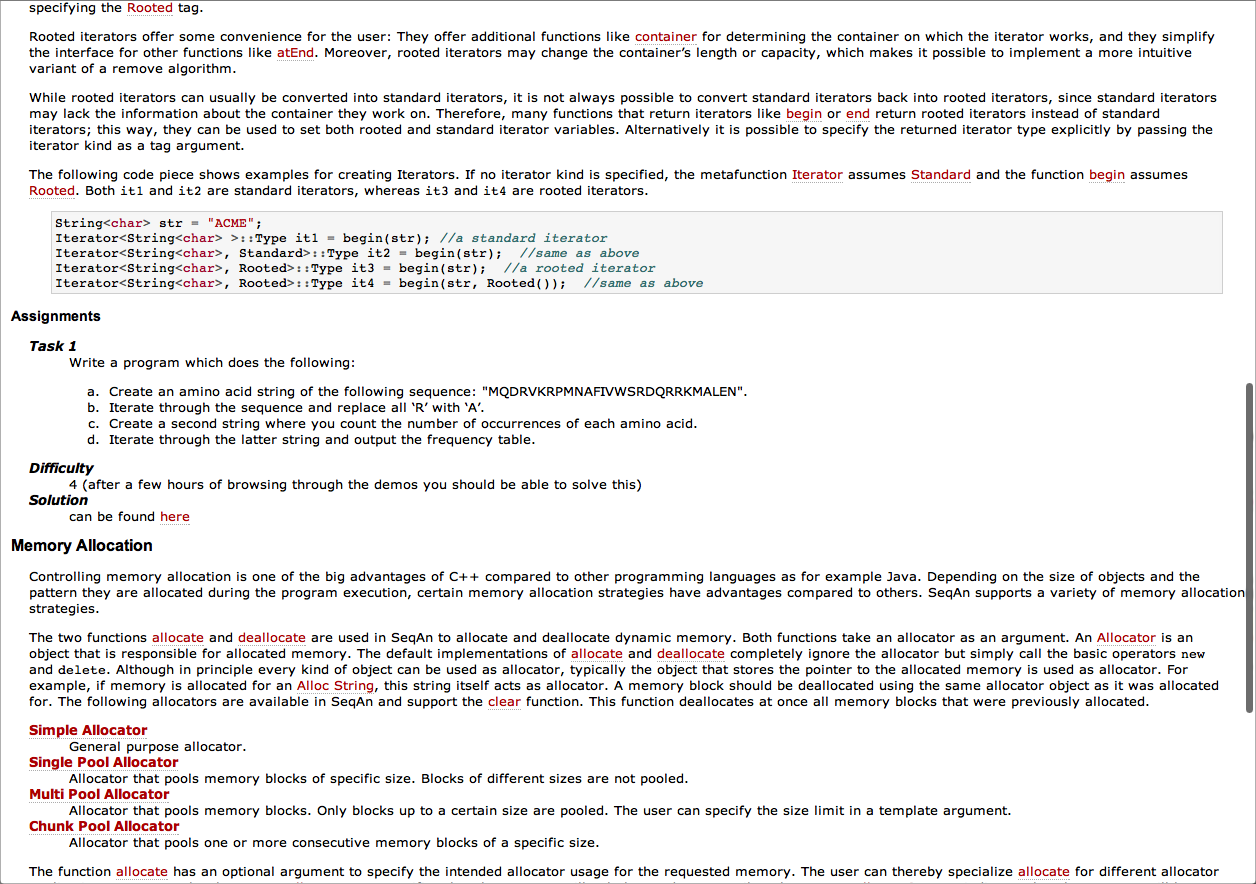 specifying the Rooted tag.
Rooted iterators offer some convenience for the user: They offer additional functions like container for determining the container on which the iterator works, and they simplify
the interface for other functions like atEnd. Moreover, rooted iterators may change the container’s length or capacity, which makes it possible to implement a more intuitive
variant of a remove algorithm.
While rooted iterators can usually be converted into standard iterators, it is not always possible to convert standard iterators back into rooted iterators, since standard iterators
may lack the information about the container they work on. Therefore, many functions that return iterators like begin or end return rooted iterators instead of standard
iterators; this way, they can be used to set both rooted and standard iterator variables. Alternatively it is possible to specify the returned iterator type explicitly by passing the
iterator kind as a tag argument.
The following code piece shows examples for creating Iterators. If no iterator kind is specified, the metafunction Iterator assumes Standard and the function begin assumes
Rooted. Both it1 and it2 are standard iterators, whereas it3 and it4 are rooted iterators.
String<char> str = "ACME";
Iterator<String<char> >::Type it1 = begin(str); //a standard iterator
Iterator<String<char>, Standard>::Type it2 = begin(str);  //same as above
Iterator<String<char>, Rooted>::Type it3 = begin(str);  //a rooted iterator
Iterator<String<char>, Rooted>::Type it4 = begin(str, Rooted());  //same as above
Assignments
Task 1
Write a program which does the following:
a. Create an amino acid string of the following sequence: "MQDRVKRPMNAFIVWSRDQRRKMALEN".
b. Iterate through the sequence and replace all ‘R’ with ‘A’.
c. Create a second string where you count the number of occurrences of each amino acid.
d. Iterate through the latter string and output the frequency table.
Difficulty
4 (after a few hours of browsing through the demos you should be able to solve this)
Solution
can be found here
Memory Allocation
Controlling memory allocation is one of the big advantages of C++ compared to other programming languages as for example Java. Depending on the size of objects and the
pattern they are allocated during the program execution, certain memory allocation strategies have advantages compared to others. SeqAn supports a variety of memory allocation
strategies.
The two functions allocate and deallocate are used in SeqAn to allocate and deallocate dynamic memory. Both functions take an allocator as an argument. An Allocator is an
object that is responsible for allocated memory. The default implementations of allocate and deallocate completely ignore the allocator but simply call the basic operators new
and delete. Although in principle every kind of object can be used as allocator, typically the object that stores the pointer to the allocated memory is used as allocator. For
example, if memory is allocated for an Alloc String, this string itself acts as allocator. A memory block should be deallocated using the same allocator object as it was allocated
for. The following allocators are available in SeqAn and support the clear function. This function deallocates at once all memory blocks that were previously allocated.
Simple Allocator
General purpose allocator.
Single Pool Allocator
Allocator that pools memory blocks of specific size. Blocks of different sizes are not pooled.
Multi Pool Allocator
Allocator that pools memory blocks. Only blocks up to a certain size are pooled. The user can specify the size limit in a template argument.
Chunk Pool Allocator
Allocator that pools one or more consecutive memory blocks of a specific size.
The function allocate has an optional argument to specify the intended allocator usage for the requested memory. The user can thereby specialize allocate for different allocator